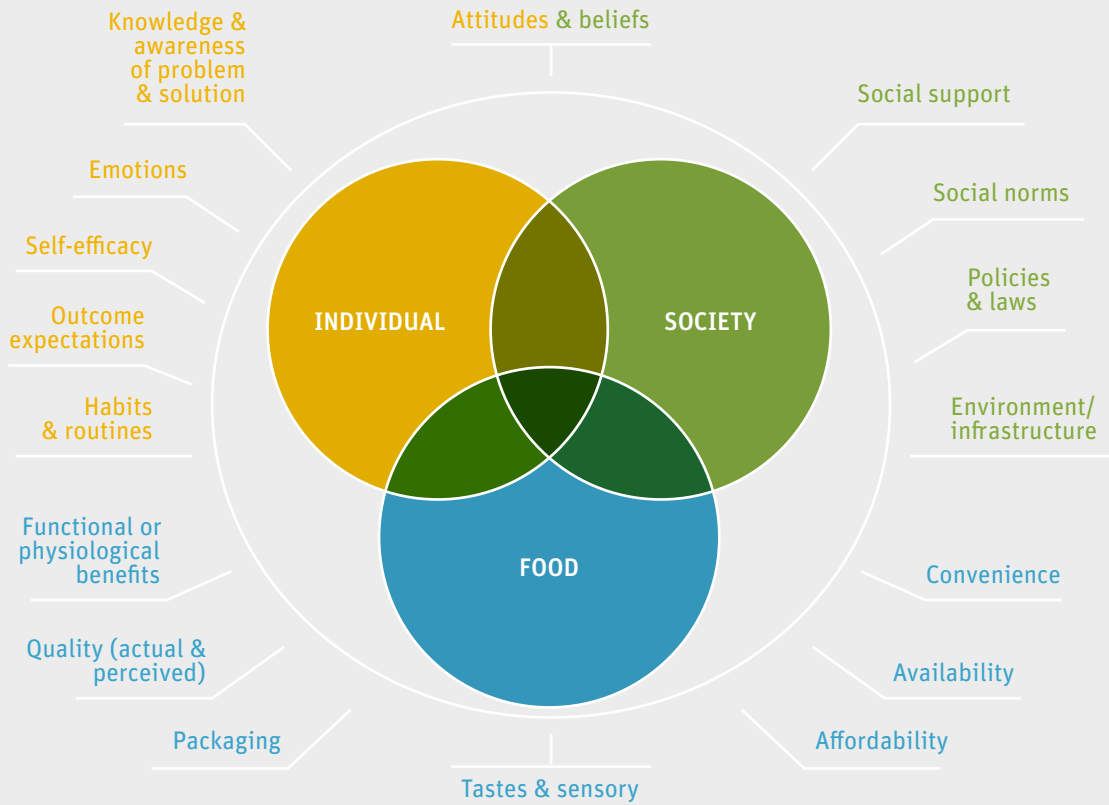 Knowledge &
awareness
of problem
& solution
Attitudes & beliefs
Social support
Emotions
Social norms
Self-efficacy
Policies
& laws
Outcome
expectations
INDIVIDUAL
SOCIETY
Habits
& routines
Environment/
infrastructure
Functional or
physiological
benefits
FOOD
Convenience
Quality (actual &
perceived)
Availability
Packaging
Affordability
Tastes & sensory